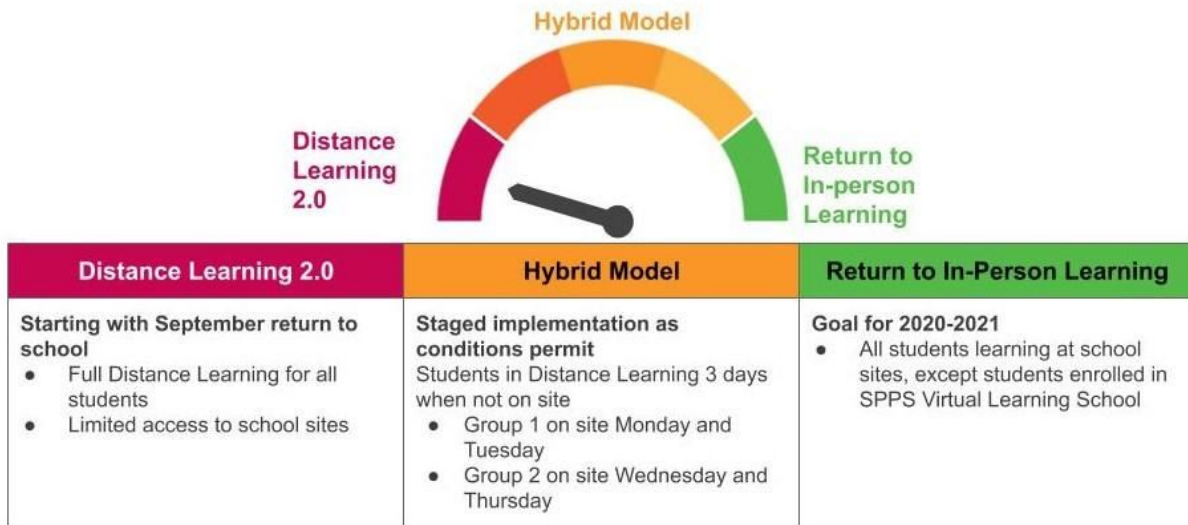 Hybrid Model
Distance
Learning
2.0
Return to
In-person
Learning
Distance Learning 2.0
Hybrid Model
Return to In-Person Learning
Starting with September return to
school
● Full Distance Learning for all
students
● Limited access to school sites
Staged implementation as
conditions permit
Students in Distance Learning 3 days
when not on site
● Group 1 on site Monday and
Tuesday
● Group 2 on site Wednesday and
Thursday
Goal for 2020-2021
● All students learning at school
sites, except students enrolled in
SPPS Virtual Learning School